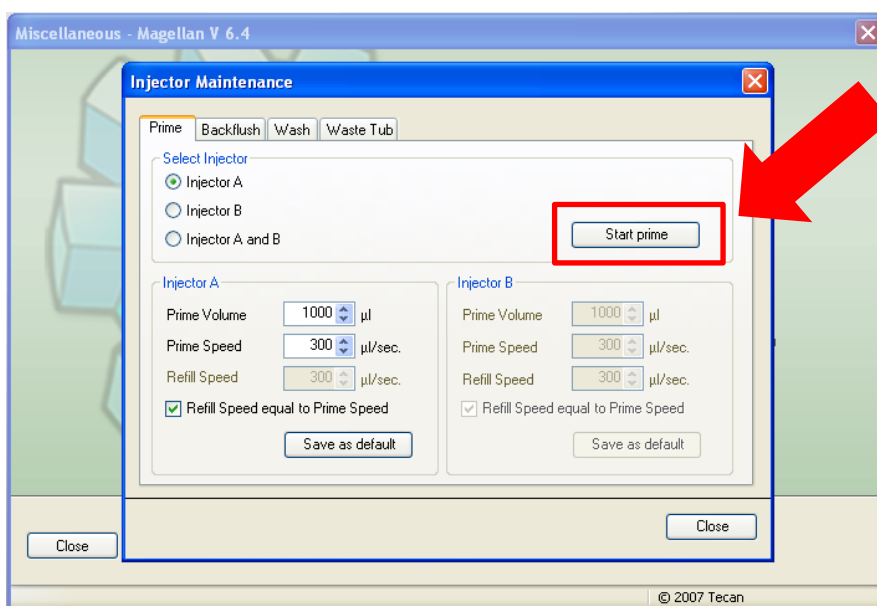 Miscellaneous - Magellan V 6.4
Injector Maintenance
Prime Backflush Wash Waste Tub
Select Injector
Injector A
Injector B
Injector A and B
Start prime
Injector A
Prime Volume 1000 µl
Prime Speed 300 µl/sec.
Refill Speed 300 µl/sec.
Refill Speed equal to Prime Speed
Save as default
Injector B
Prime Volume 1000 µl
Prime Speed 300 µl/sec.
Refill Speed 300 µl/sec.
Refill Speed equal to Prime Speed
Save as default
Close
Close
© 2007 Tecan